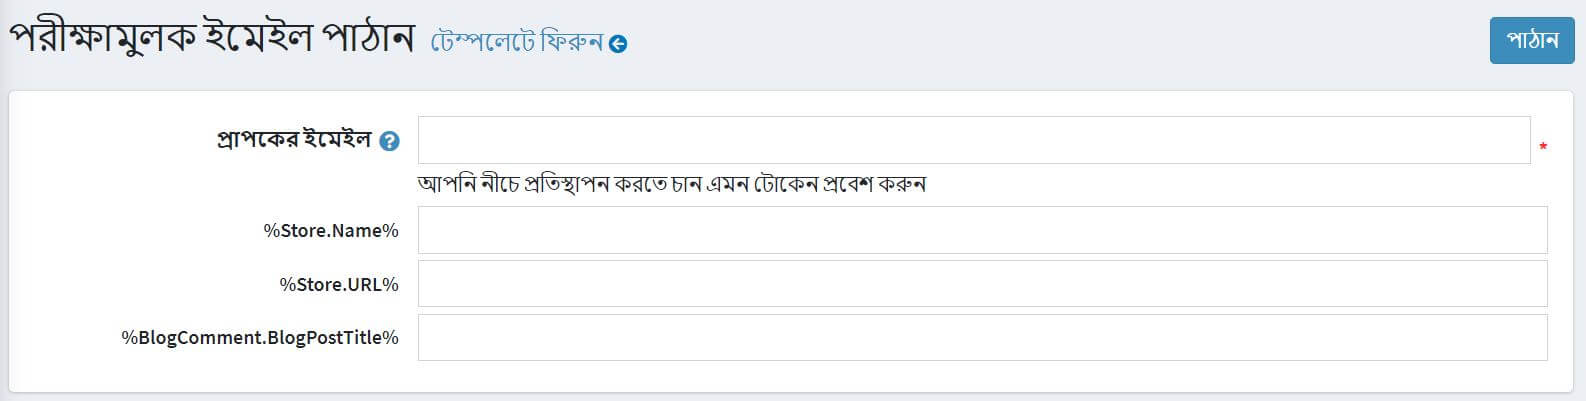 পরীক্ষামুলক ইমেইল পাঠান টেম্পলেটে ফিরুন
পাঠান
প্রাপকের ইমেইল ? *
আপনি নীচে প্রতিস্থাপন করতে চান এমন টোকেন প্রবেশ করুন
%Store.Name%
%Store.URL%
%BlogComment.BlogPostTitle%